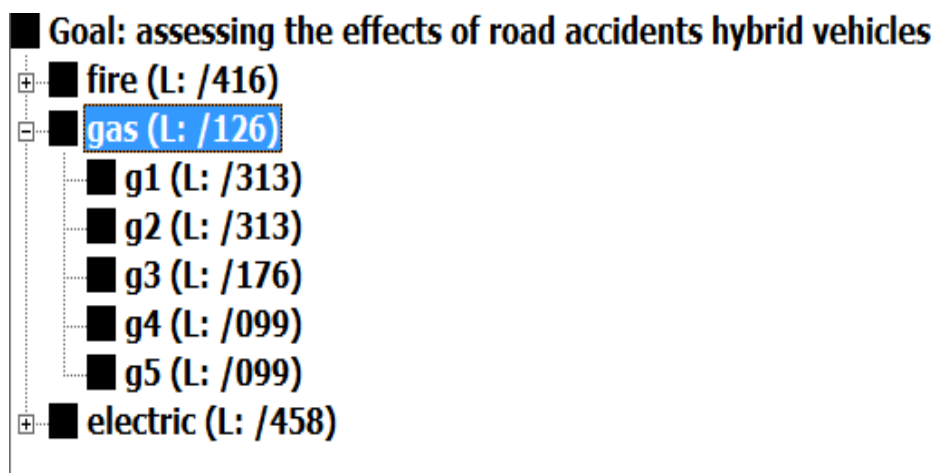 Goal: assessing the effects of road accidents hybrid vehicles
fire (L: /416)
gas (L: /126)
g1 (L: /313)
g2 (L: /313)
g3 (L: /176)
g4 (L: /099)
g5 (L: /099)
electric (L: /458)